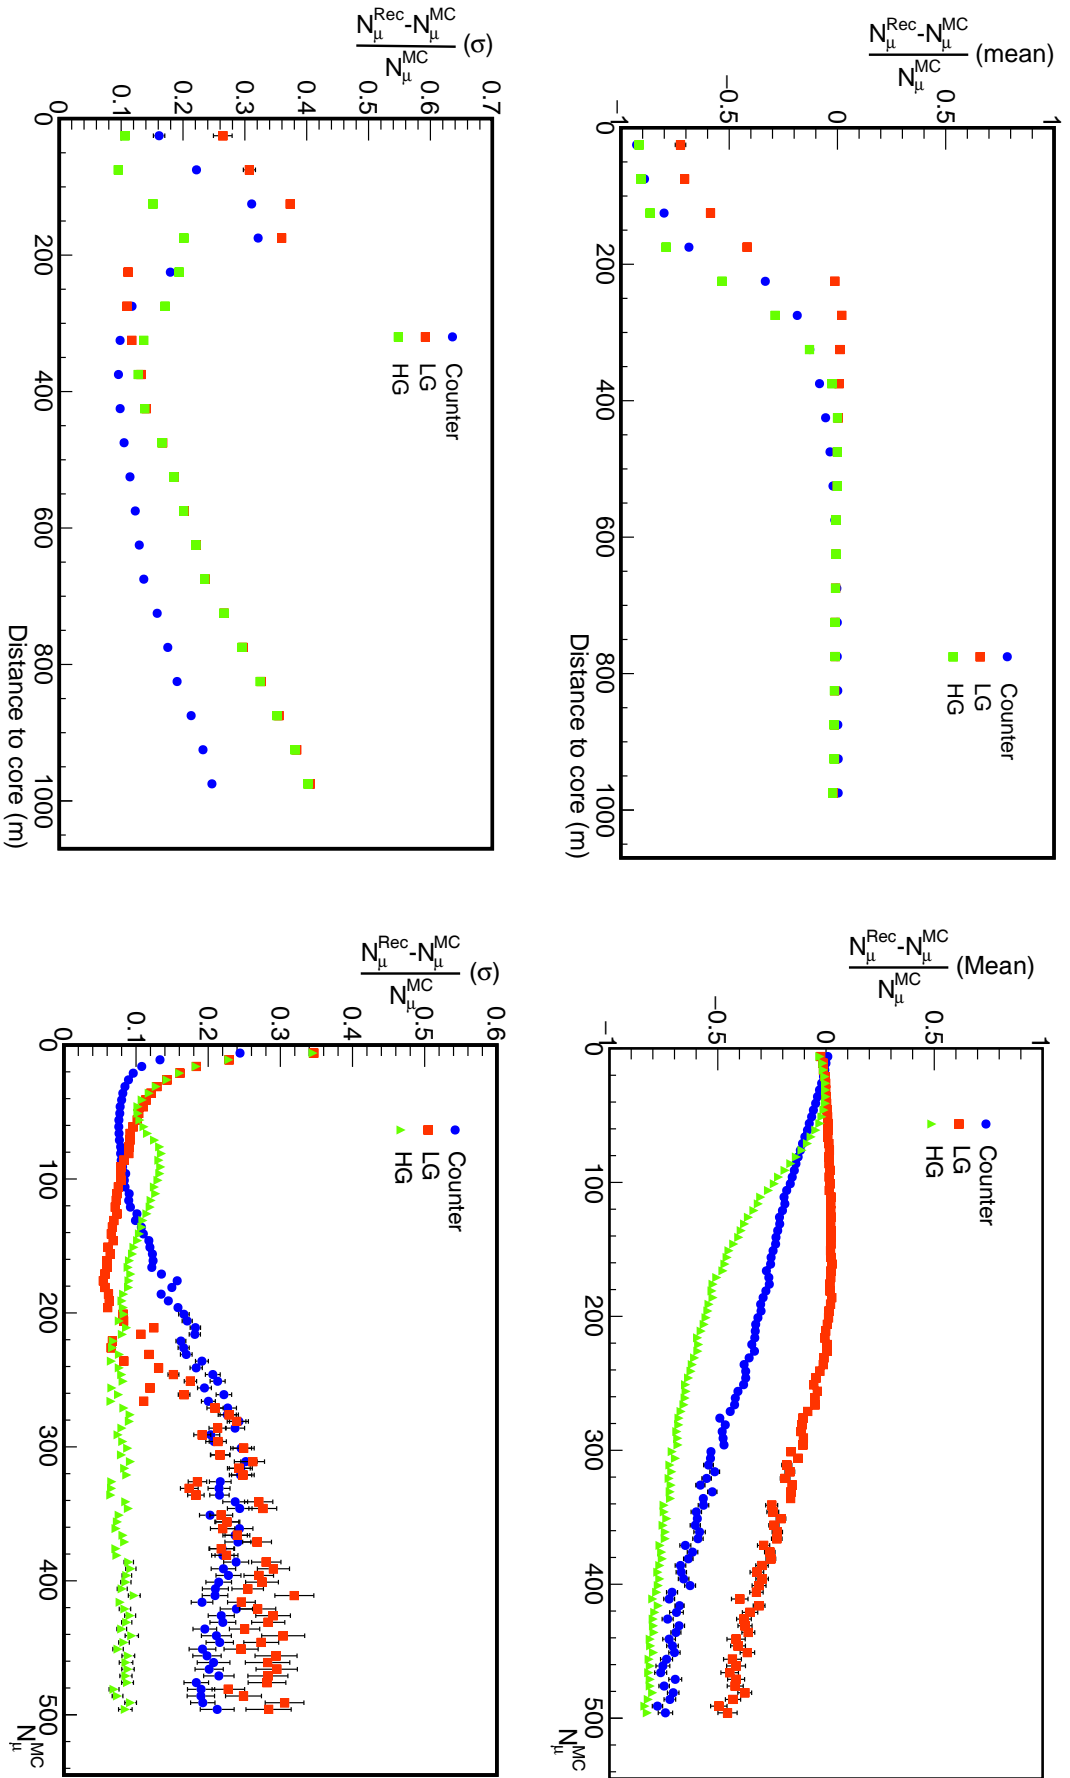 N_μ^Rec-N_μ^MC (mean)
N_μ^MC
1
0.5
0
−0.5
−1
Counter
LG
HG
0 200 400 600 800 1000
Distance to core (m)
N_μ^Rec-N_μ^MC (Mean)
N_μ^MC
1
0.5
0
−0.5
−1
Counter
LG
HG
0 100 200 300 400 500
N_μ^MC
N_μ^Rec-N_μ^MC (σ)
N_μ^MC
0.7
0.6
0.5
0.4
0.3
0.2
0.1
0
Counter
LG
HG
0 200 400 600 800 1000
Distance to core (m)
N_μ^Rec-N_μ^MC (σ)
N_μ^MC
0.6
0.5
0.4
0.3
0.2
0.1
0
Counter
LG
HG
0 100 200 300 400 500
N_μ^MC